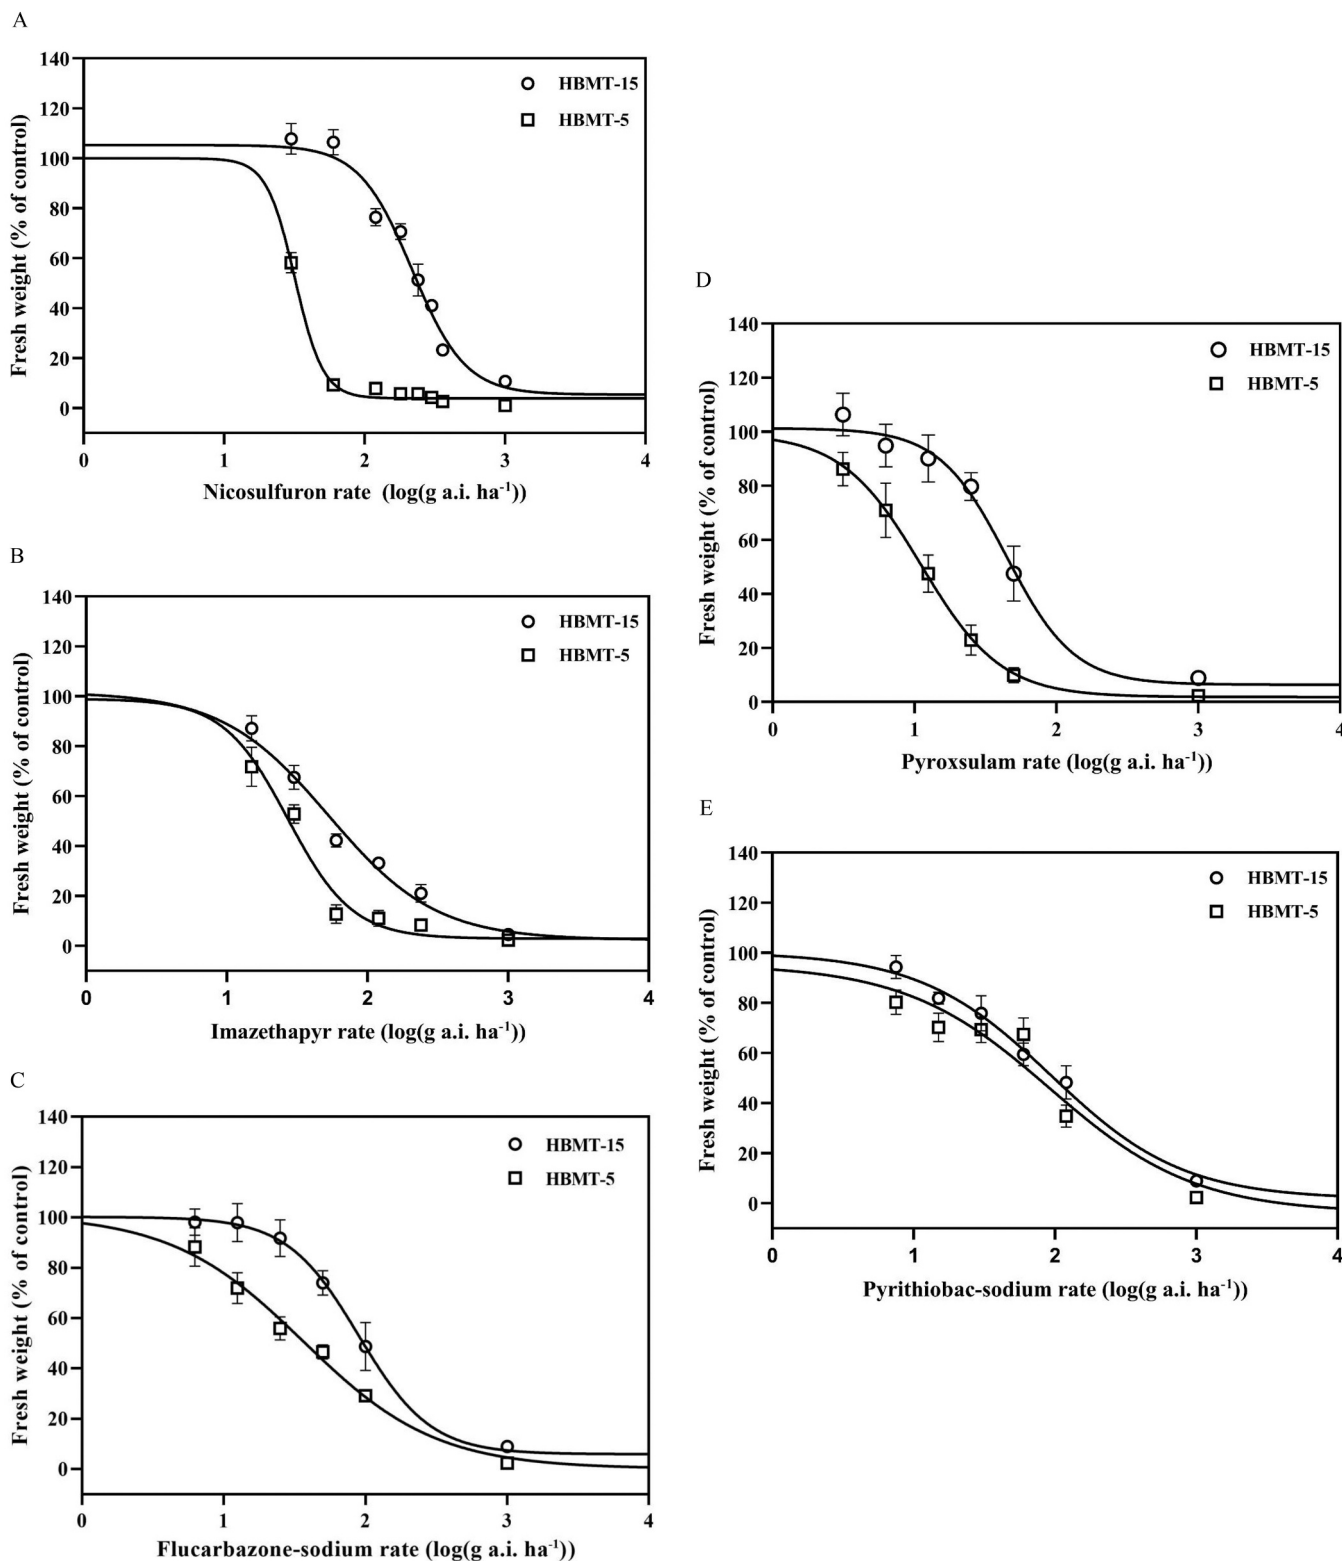 A
Fresh weight (% of control)
140
120
100
80
60
40
20
0
HBMT-15
HBMT-5
0 1 2 3 4
Nicosulfuron rate (log(g a.i. ha-1))
B
Fresh weight (% of control)
140
120
100
80
60
40
20
0
HBMT-15
HBMT-5
0 1 2 3 4
Imazethapyr rate (log(g a.i. ha-1))
C
Fresh weight (% of control)
140
120
100
80
60
40
20
0
HBMT-15
HBMT-5
0 1 2 3 4
Flucarbazone-sodium rate (log(g a.i. ha-1))
D
Fresh weight (% of control)
140
120
100
80
60
40
20
0
HBMT-15
HBMT-5
0 1 2 3 4
Pyroxsulam rate (log(g a.i. ha-1))
E
Fresh weight (% of control)
140
120
100
80
60
40
20
0
HBMT-15
HBMT-5
0 1 2 3 4
Pyrithiobac-sodium rate (log(g a.i. ha-1))